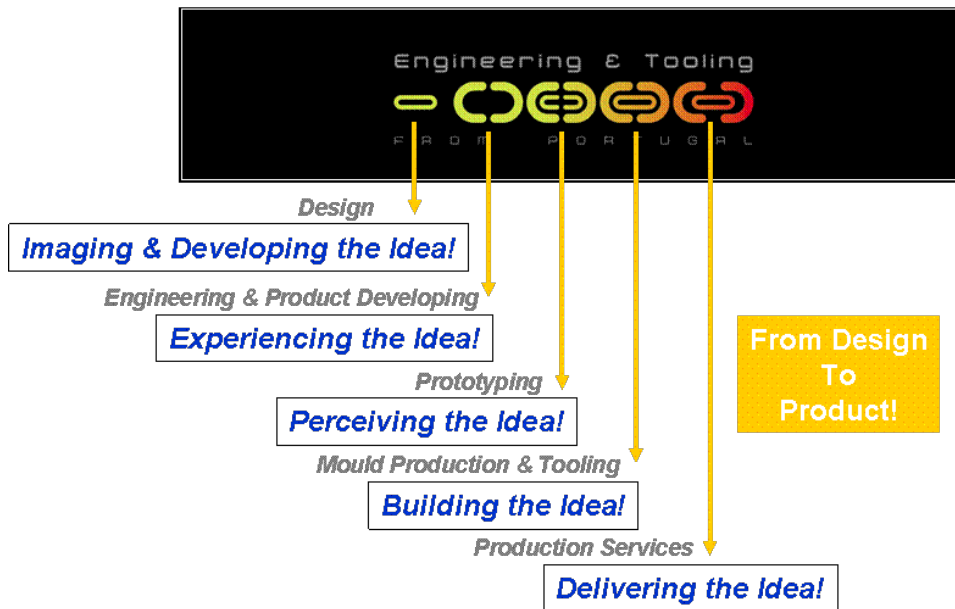 Engineering & Tooling
FROM PORTUGAL
Design
Imaging & Developing the Idea!
Engineering & Product Developing
Experiencing the Idea!
Prototyping
Perceiving the Idea!
Mould Production & Tooling
Building the Idea!
Production Services
Delivering the Idea!
From Design
To
Product!